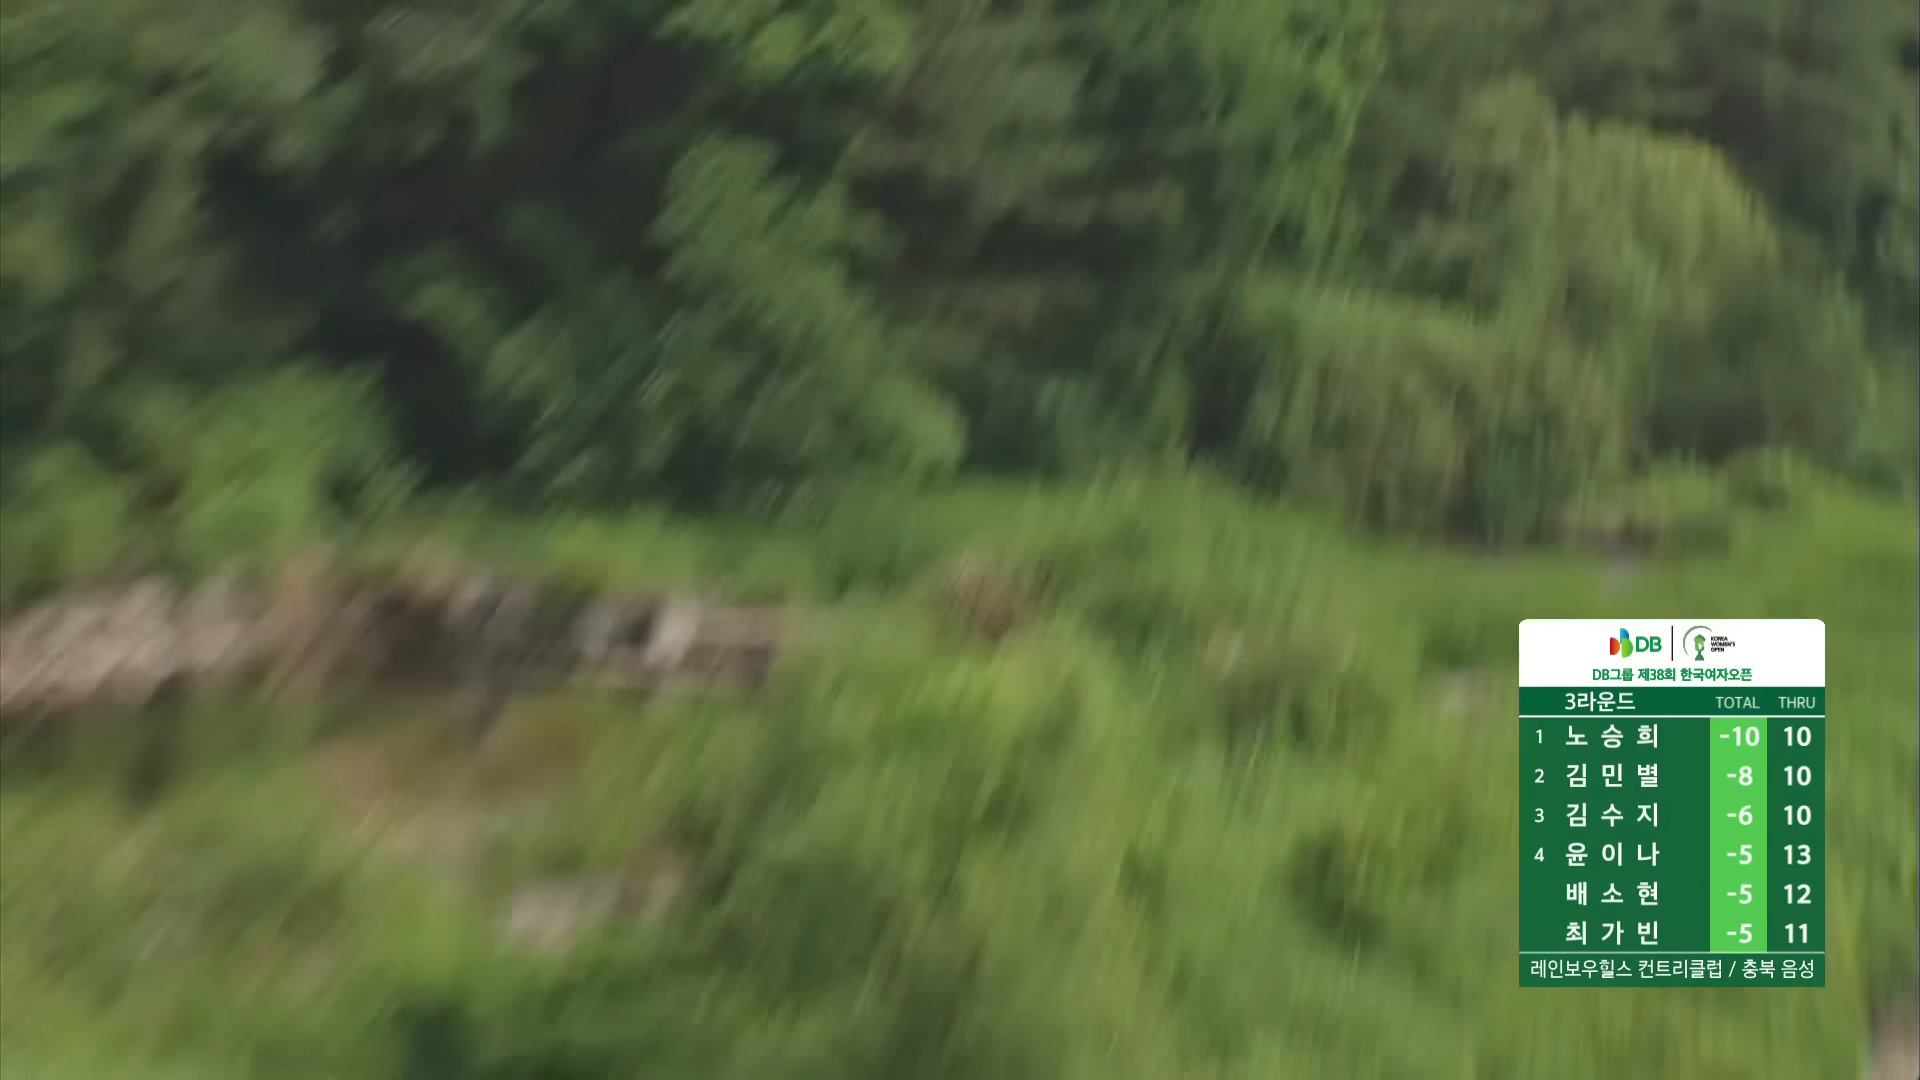 DB KOREA WOMEN'S OPEN
DB그룹 제38회 한국여자오픈
3라운드 TOTAL THRU
1 노승희 -10 10
2 김민별 -8 10
3 김수지 -6 10
4 윤이나 -5 13
배소현 -5 12
최가빈 -5 11
레인보우힐스 컨트리클럽 / 충북 음성